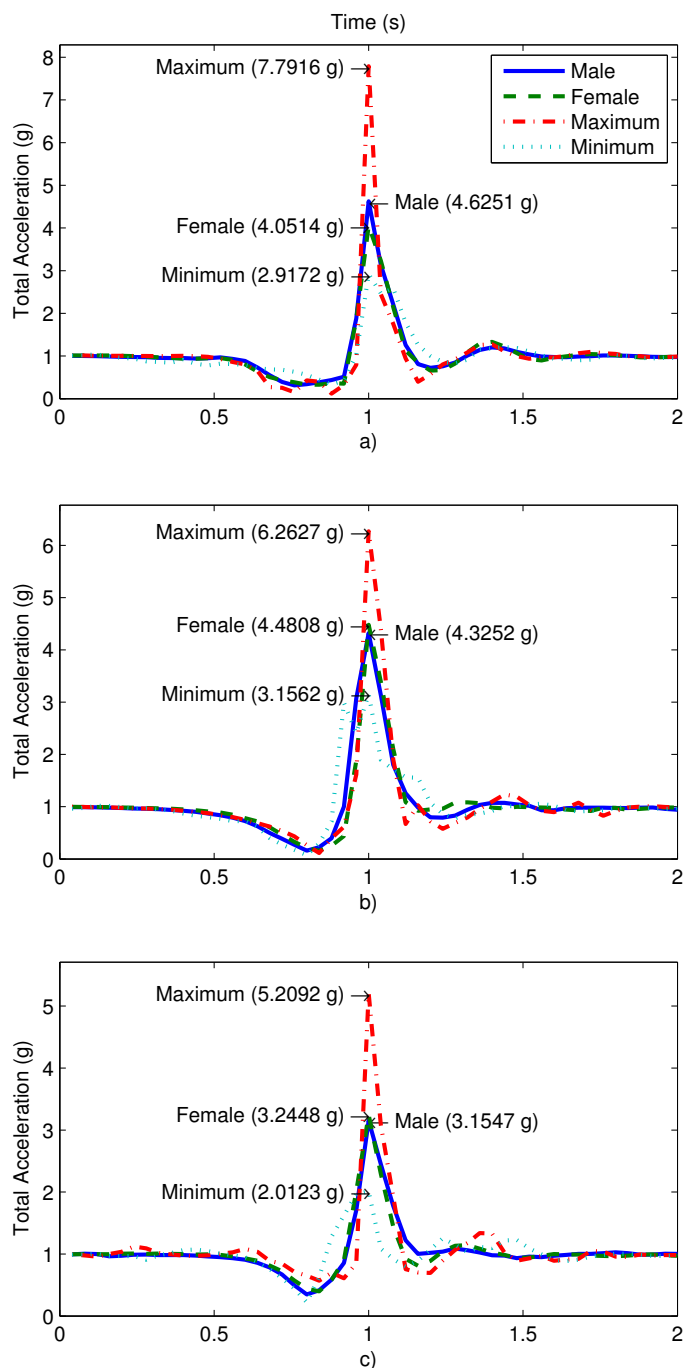 Time (s)
Total Acceleration (g)
8
7
6
5
4
3
2
1
0
Maximum (7.7916 g)
Male (4.6251 g)
Female (4.0514 g)
Minimum (2.9172 g)
Male
Female
Maximum
Minimum
0
0.5
1
1.5
2
a)
Total Acceleration (g)
6
5
4
3
2
1
0
Maximum (6.2627 g)
Female (4.4808 g)
Male (4.3252 g)
Minimum (3.1562 g)
0
0.5
1
1.5
2
b)
Total Acceleration (g)
5
4
3
2
1
0
Maximum (5.2092 g)
Female (3.2448 g)
Male (3.1547 g)
Minimum (2.0123 g)
0
0.5
1
1.5
2
c)